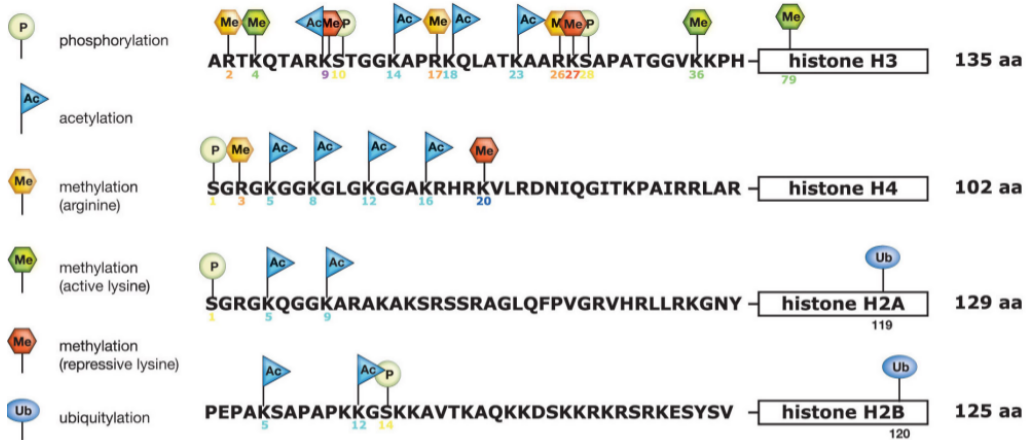 P phosphorylation
Ac acetylation
Me methylation
(arginine)
Me methylation
(active lysine)
Me methylation
(repressive lysine)
Ub ubiquitylation
Me Me Ac Me P Ac Me Ac Ac M Me P Me Me
ARTKQTARKSTGGKAPRKQLATKAARKSAPATGGVKKPH- histone H3 135 aa
2 4 9 10 14 17 18 23 26 27 28 36 79
P Me Ac Ac Ac Ac Me
SGRGKGGKGLGKGGAKRHRKVLRDNIQGITKPAIRRLAR - histone H4 102 aa
1 3 5 8 12 16 20
P Ac Ac Ub
SGRGKQGGKARAKAKSRSSRAGLQFPVGRVHRLLRKGNY - histone H2A 129 aa
1 5 9 119
Ac Ac P Ub
PEPAKSAPAPKKGSKKAVTKAQKKDSKKRKRSRKESYSV - histone H2B 125 aa
5 12 14 120